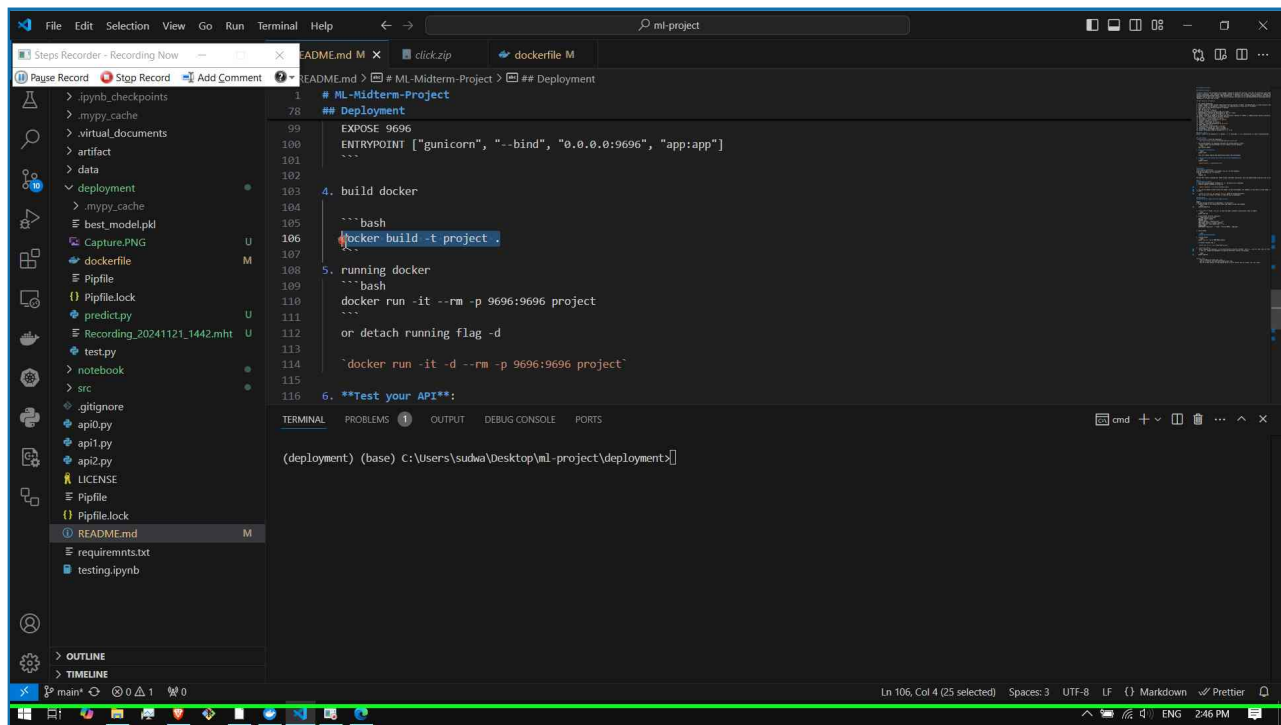 File Edit Selection View Go Run Terminal Help
ml-project
Steps Recorder - Recording Now
Pause Record Stop Record Add Comment
README.md M
click.zip
dockerfile M
README.md > # ML-Midterm-Project > ## Deployment
.ipynb_checkpoints
.mypy_cache
.virtual_documents
artifact
data
deployment
.mypy_cache
best_model.pkl
Capture.PNG U
dockerfile M
Pipfile
Pipfile.lock
predict.py U
Recording_20241121_1442.mht U
test.py
notebook
src
.gitignore
api0.py
api1.py
api2.py
LICENSE
Pipfile
Pipfile.lock
README.md M
requiremnts.txt
testing.ipynb
OUTLINE
TIMELINE
10
1 # ML-Midterm-Project
78 ## Deployment
99 EXPOSE 9696
100 ENTRYPOINT ["gunicorn", "--bind", "0.0.0.0:9696", "app:app"]
101 ```
102
103 4. build docker
104
105 ```bash
106 docker build -t project .
107 ```
108 5. running docker
109 ```bash
110 docker run -it --rm -p 9696:9696 project
111 ```
112 or detach running flag -d
113
114 `docker run -it -d --rm -p 9696:9696 project`
115
116 6. **Test your API**:
TERMINAL PROBLEMS 1 OUTPUT DEBUG CONSOLE PORTS
cmd
(deployment) (base) C:\Users\sudwa\Desktop\ml-project\deployment>
main* 0 1 0
Ln 106, Col 4 (25 selected) Spaces: 3 UTF-8 LF {} Markdown Prettier
ENG 2:46 PM